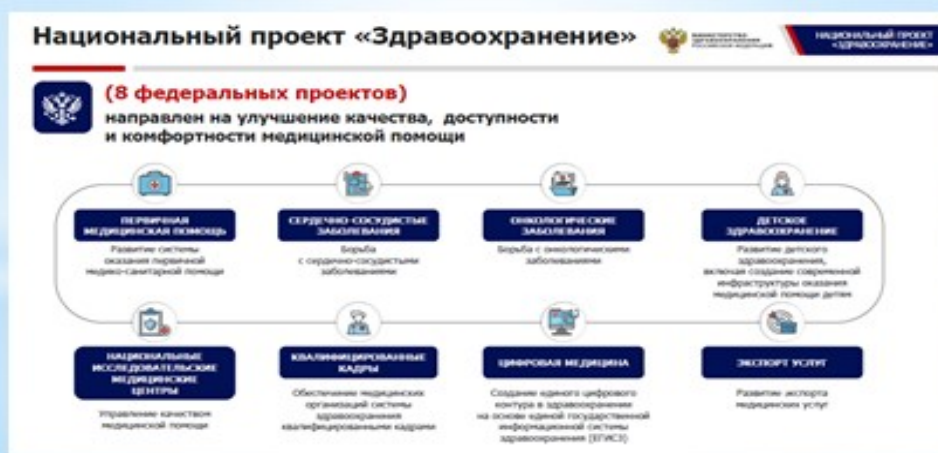 Национальный проект «Здравоохранение»
МИНИСТЕРСТВО
ЗДРАВООХРАНЕНИЯ
РОССИЙСКОЙ ФЕДЕРАЦИИ
НАЦИОНАЛЬНЫЙ ПРОЕКТ
«ЗДРАВООХРАНЕНИЕ»
(8 федеральных проектов)
направлен на улучшение качества, доступности
и комфортности медицинской помощи
ПЕРВИЧНАЯ
МЕДИЦИНСКАЯ ПОМОЩЬ
Развитие системы
оказания первичной
медико-санитарной помощи
СЕРДЕЧНО-СОСУДИСТЫЕ
ЗАБОЛЕВАНИЯ
Борьба
с сердечно-сосудистыми
заболеваниями
ОНКОЛОГИЧЕСКИЕ
ЗАБОЛЕВАНИЯ
Борьба с онкологическими
заболеваниями
ДЕТСКОЕ
ЗДРАВООХРАНЕНИЕ
Развитие детского
здравоохранения,
включая создание современной
инфраструктуры оказания
медицинской помощи детям
НАЦИОНАЛЬНЫЕ
ИССЛЕДОВАТЕЛЬСКИЕ
МЕДИЦИНСКИЕ
ЦЕНТРЫ
Управление качеством
медицинской помощи
КВАЛИФИЦИРОВАННЫЕ
КАДРЫ
Обеспечение медицинских
организаций системы
здравоохранения
квалифицированными кадрами
ЦИФРОВАЯ МЕДИЦИНА
Создание единого цифрового
контура в здравоохранении
на основе единой государственной
информационной системы
здравоохранения (ЕГИСЗ)
ЭКСПОРТ УСЛУГ
Развитие экспорта
медицинских услуг